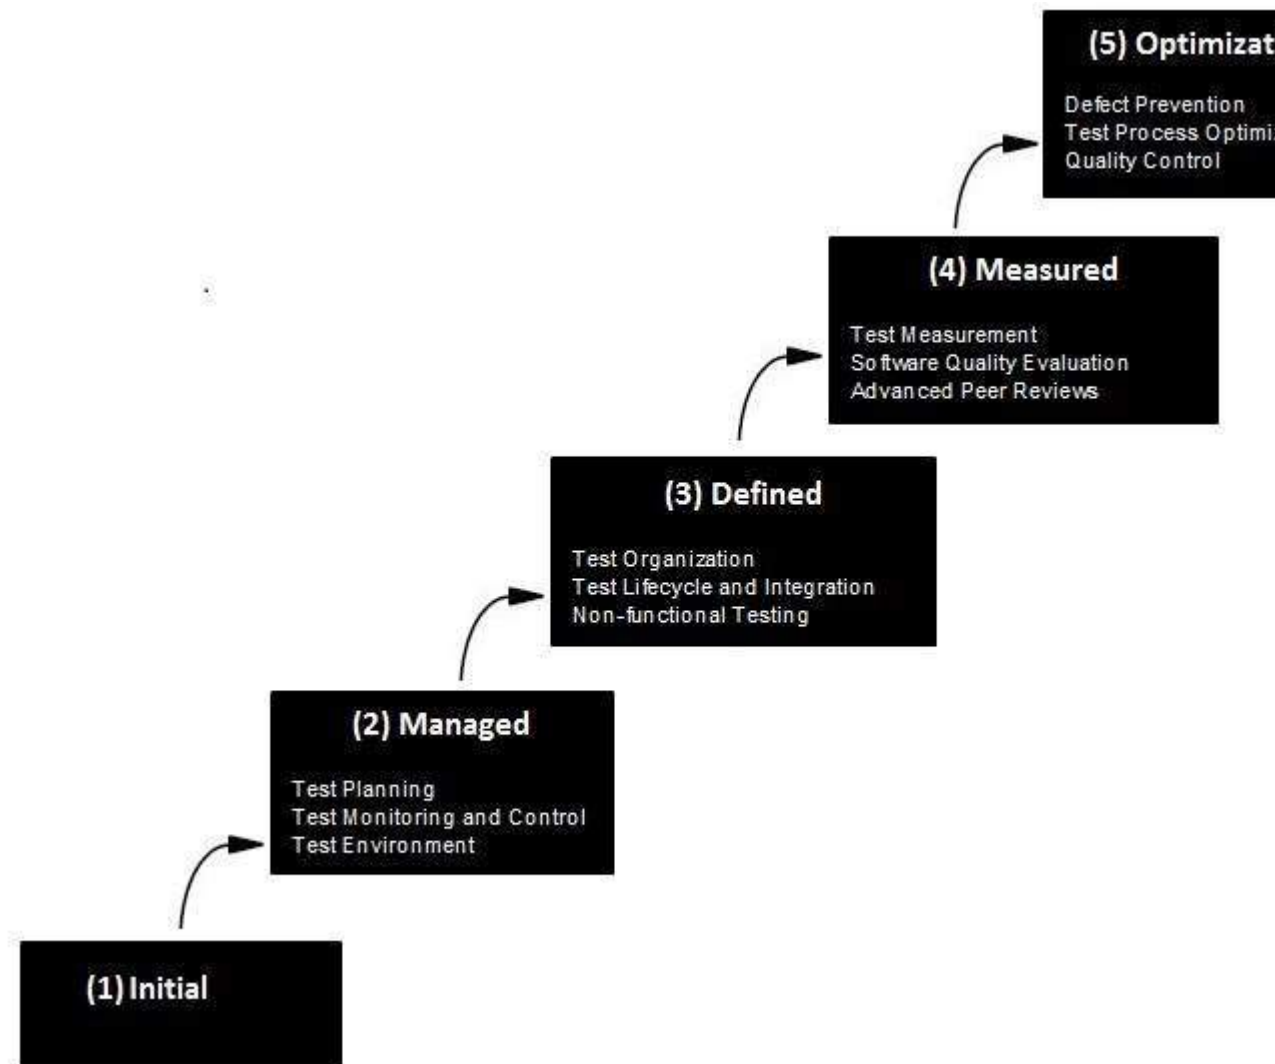 (5) Optimizat
Defect Prevention
Test Process Optimi
Quality Control
(4) Measured
Test Measurement
Software Quality Evaluation
Advanced Peer Reviews
(3) Defined
Test Organization
Test Lifecycle and Integration
Non-functional Testing
(2) Managed
Test Planning
Test Monitoring and Control
Test Environment
(1) Initial